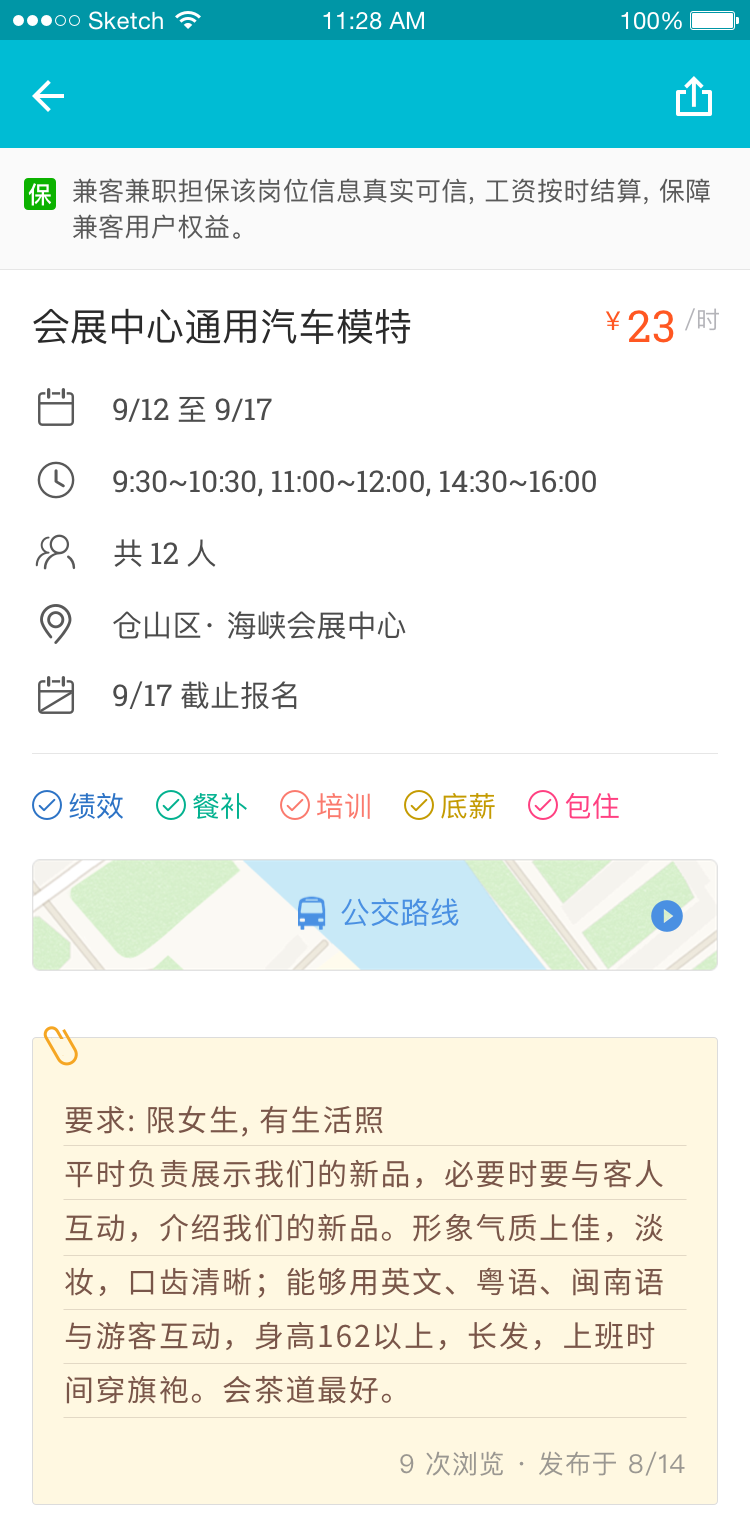 Sketch 11:28 AM 100%
保 兼客兼职担保该岗位信息真实可信, 工资按时结算, 保障
兼客用户权益。
会展中心通用汽车模特 ¥ 23 /时
9/12 至 9/17
9:30~10:30, 11:00~12:00, 14:30~16:00
共 12 人
仓山区· 海峡会展中心
9/17 截止报名
绩效 餐补 培训 底薪 包住
公交路线
要求: 限女生, 有生活照
平时负责展示我们的新品，必要时要与客人
互动，介绍我们的新品。形象气质上佳，淡
妆，口齿清晰；能够用英文、粤语、闽南语
与游客互动，身高162以上，长发，上班时
间穿旗袍。会茶道最好。
9 次浏览 · 发布于 8/14